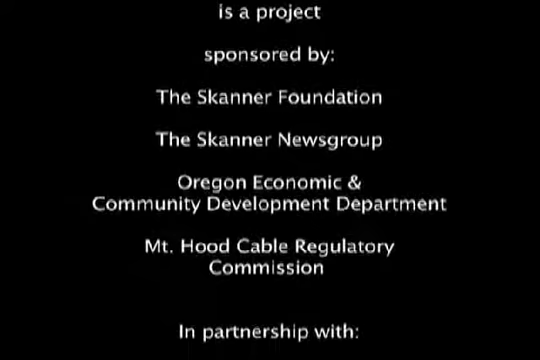 is a project
sponsored by:
The Skanner Foundation
The Skanner Newsgroup
Oregon Economic &
Community Development Department
Mt. Hood Cable Regulatory
Commission
In partnership with: